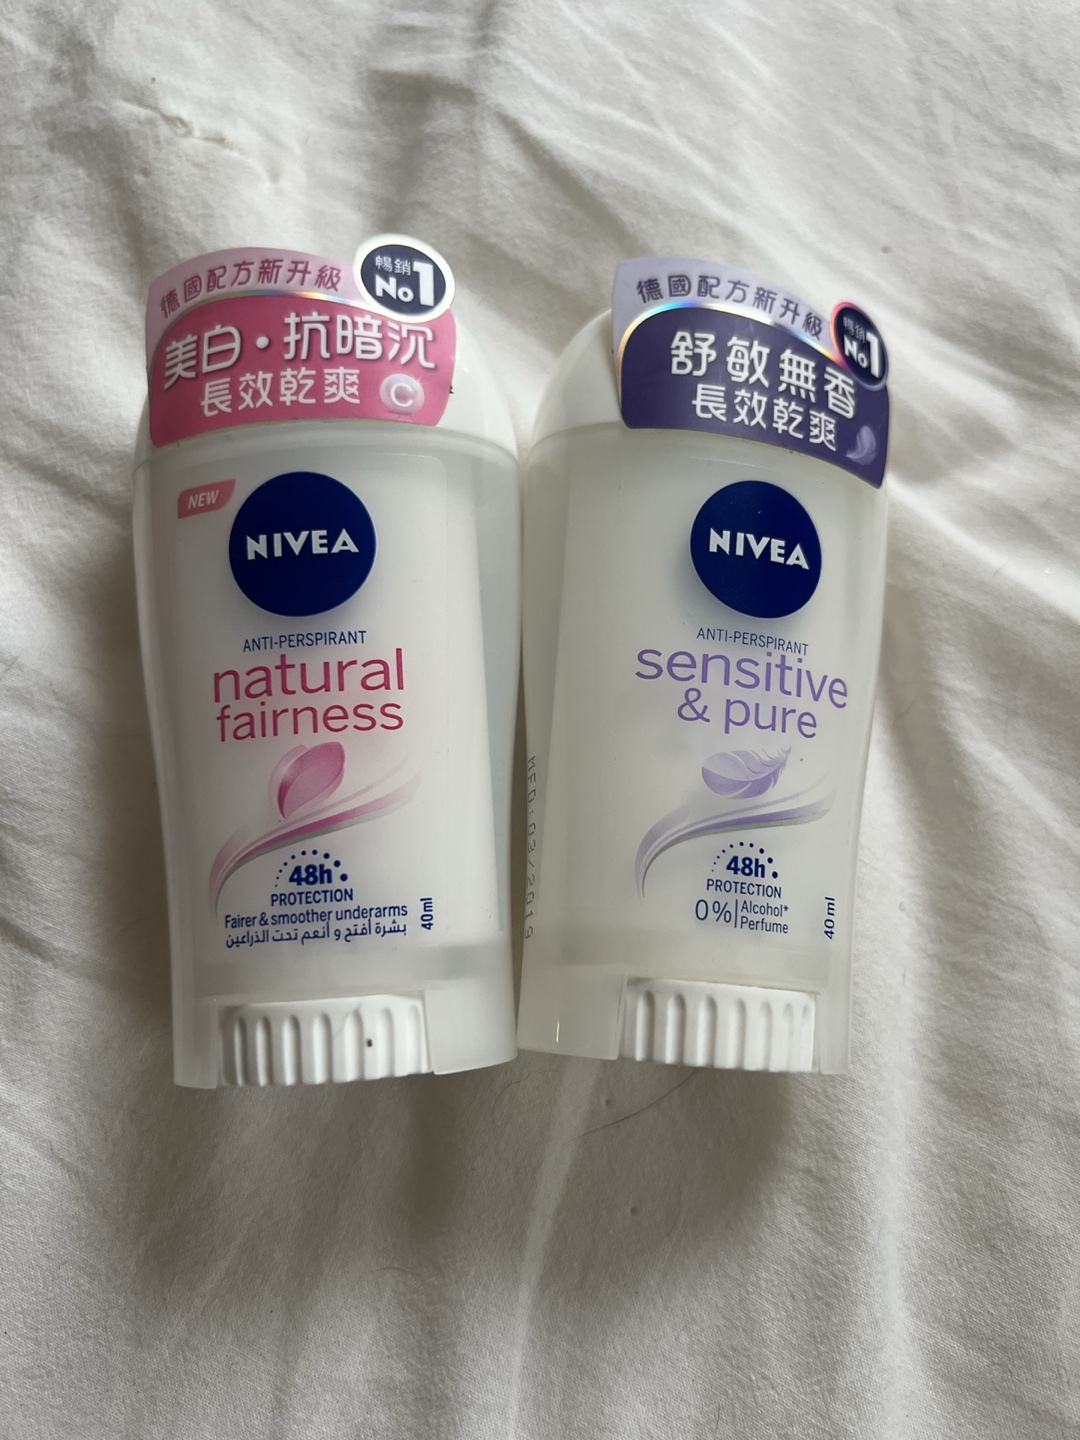 德國配方新升級
暢銷
No1
美白·抗暗沉
長效乾爽
C
NEW
NIVEA
ANTI-PERSPIRANT
natural
fairness
48h
PROTECTION
Fairer & smoother underarms
بشرة أفتح و أنعم تحت الذراعين
40ml
德國配方新升級
暢銷
No1
舒敏無香
長效乾爽
NIVEA
ANTI-PERSPIRANT
sensitive
& pure
48h
PROTECTION
0% Alcohol*
Perfume
40ml
MFD:03/2019